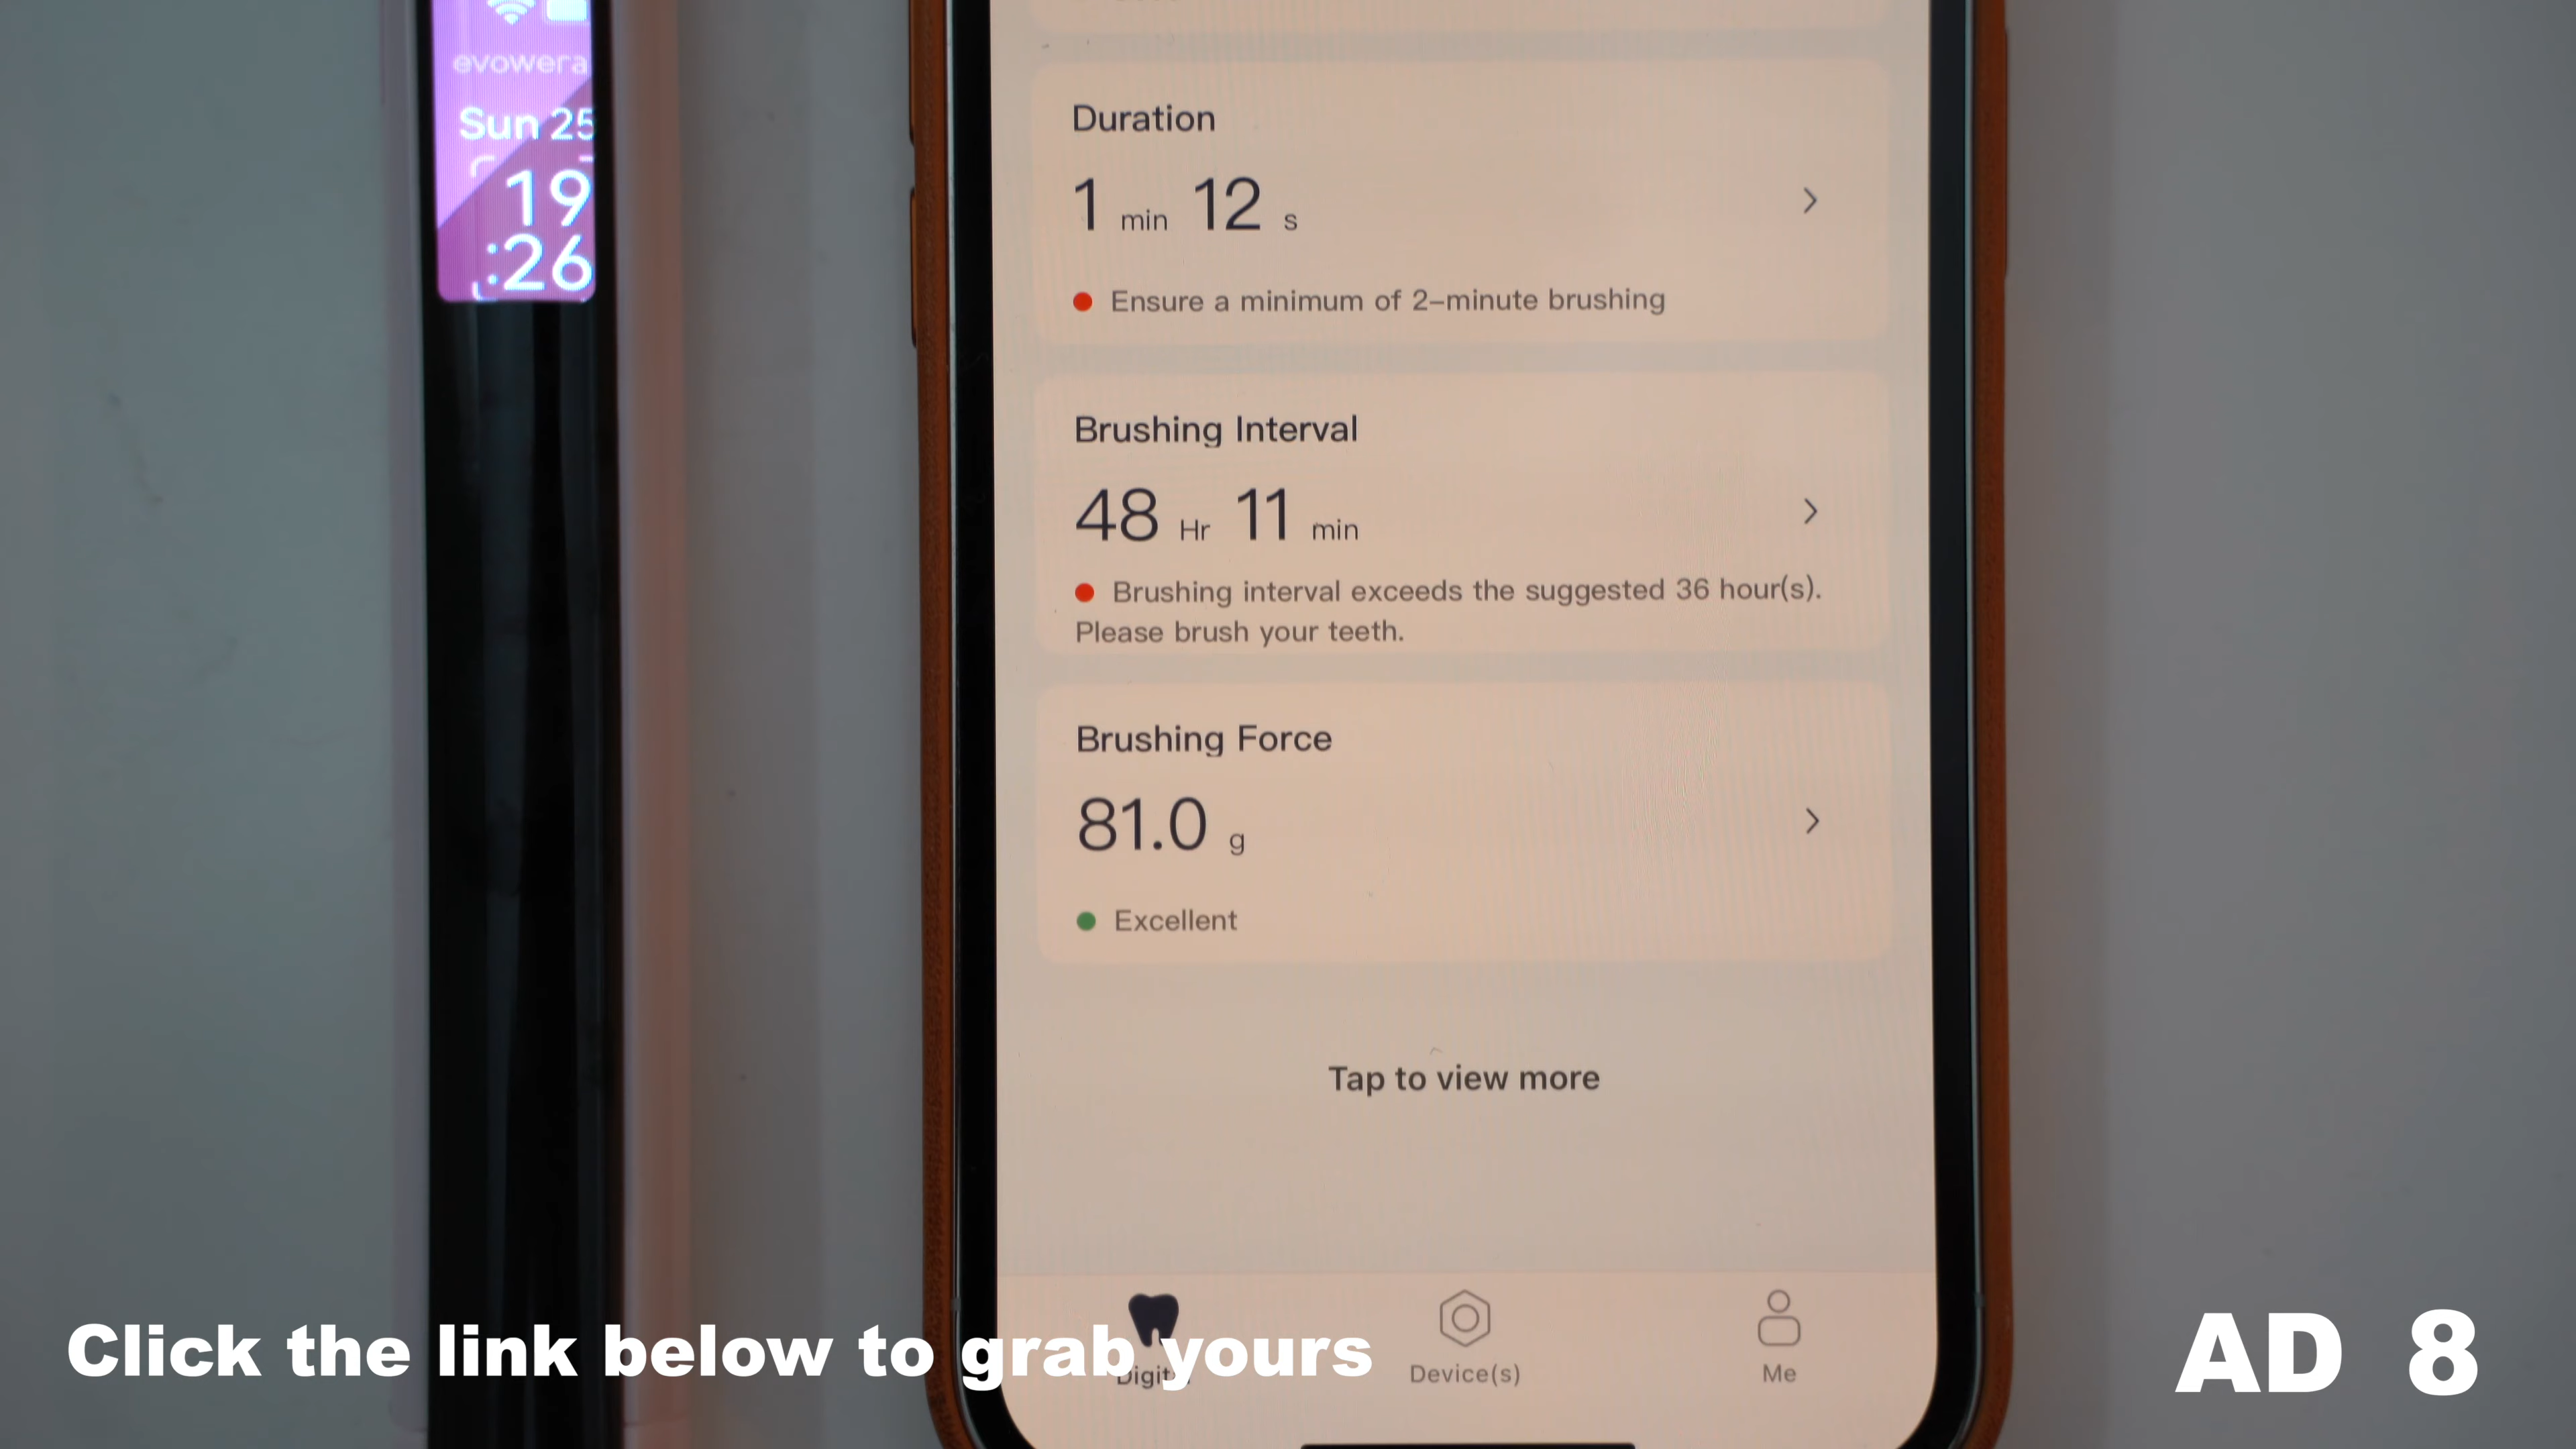 evowera
Sun 25
19
:26
Duration
1 min 12 s
Ensure a minimum of 2-minute brushing
Brushing Interval
48 Hr 11 min
Brushing interval exceeds the suggested 36 hour(s).
Please brush your teeth.
Brushing Force
81.0 g
Excellent
Tap to view more
Device(s)
Me
Click the link below to grab yours
AD 8